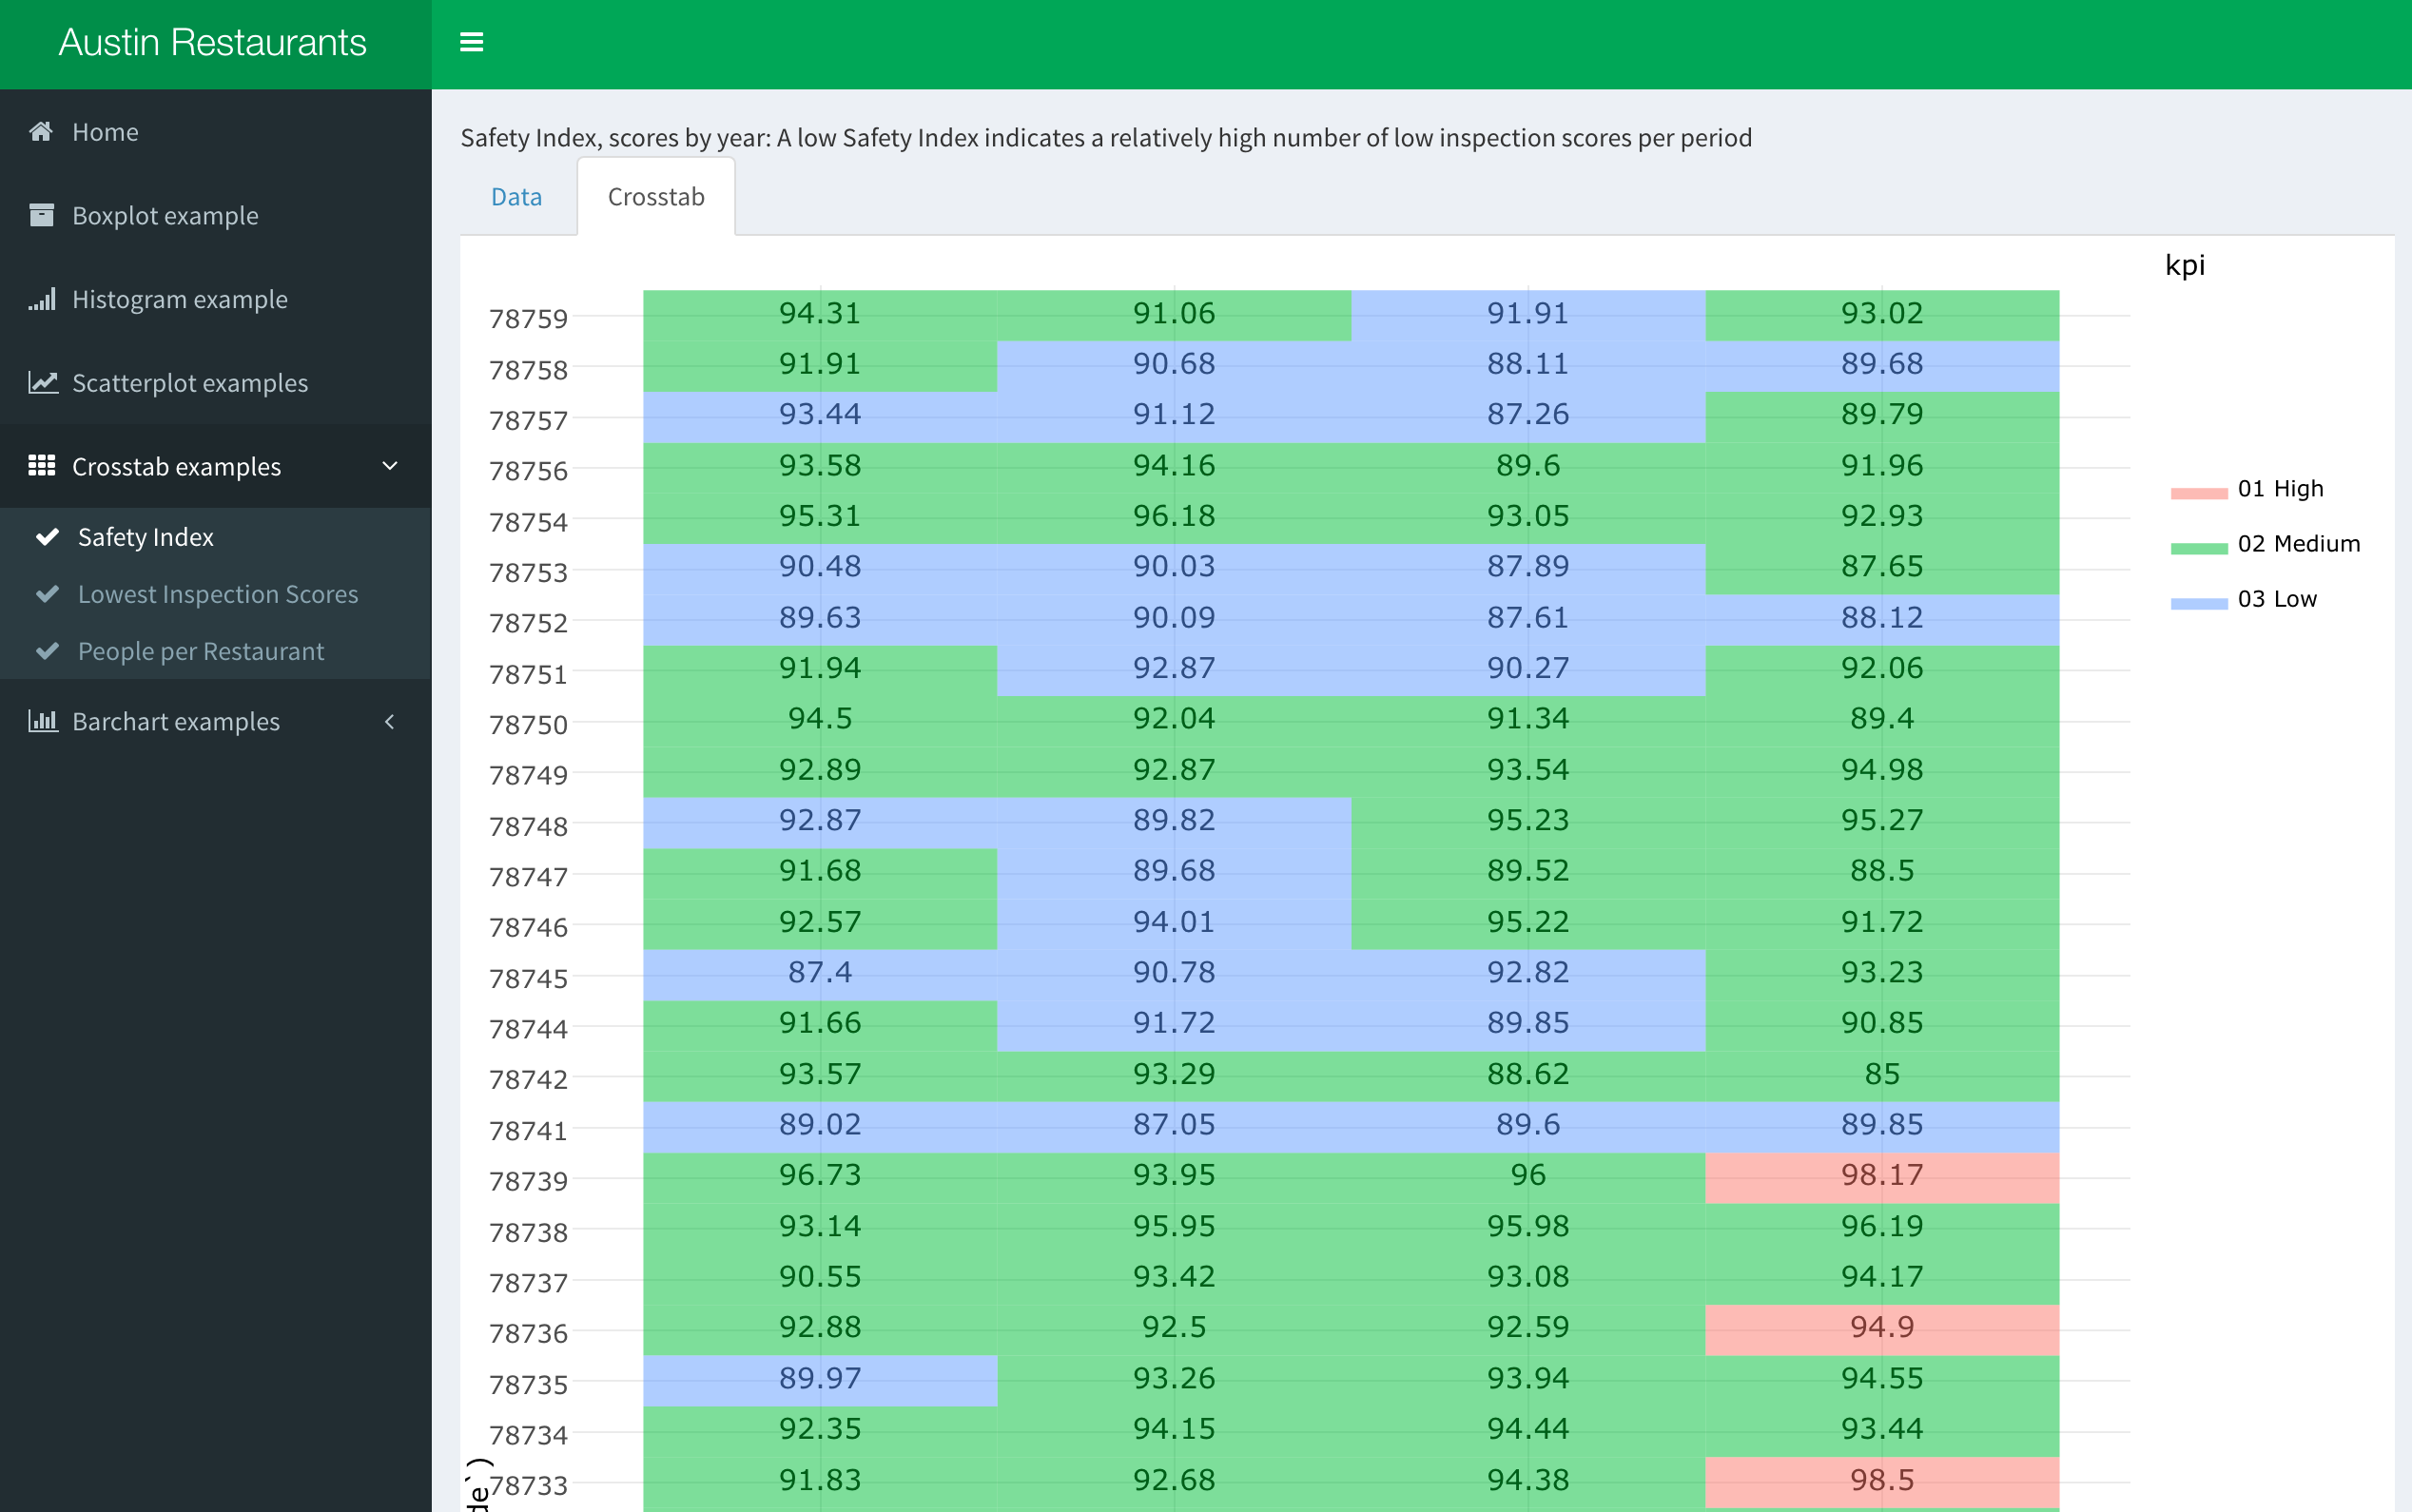 Austin Restaurants
Home
Boxplot example
Histogram example
Scatterplot examples
Crosstab examples
Safety Index
Lowest Inspection Scores
People per Restaurant
Barchart examples
Safety Index, scores by year: A low Safety Index indicates a relatively high number of low inspection scores per period
Data Crosstab
78759 94.31 91.06 91.91 93.02
78758 91.91 90.68 88.11 89.68
78757 93.44 91.12 87.26 89.79
78756 93.58 94.16 89.6 91.96
78754 95.31 96.18 93.05 92.93
78753 90.48 90.03 87.89 87.65
78752 89.63 90.09 87.61 88.12
78751 91.94 92.87 90.27 92.06
78750 94.5 92.04 91.34 89.4
78749 92.89 92.87 93.54 94.98
78748 92.87 89.82 95.23 95.27
78747 91.68 89.68 89.52 88.5
78746 92.57 94.01 95.22 91.72
78745 87.4 90.78 92.82 93.23
78744 91.66 91.72 89.85 90.85
78742 93.57 93.29 88.62 85
78741 89.02 87.05 89.6 89.85
78739 96.73 93.95 96 98.17
78738 93.14 95.95 95.98 96.19
78737 90.55 93.42 93.08 94.17
78736 92.88 92.5 92.59 94.9
78735 89.97 93.26 93.94 94.55
78734 92.35 94.15 94.44 93.44
78733 91.83 92.68 94.38 98.5
de`)
kpi
01 High
02 Medium
03 Low